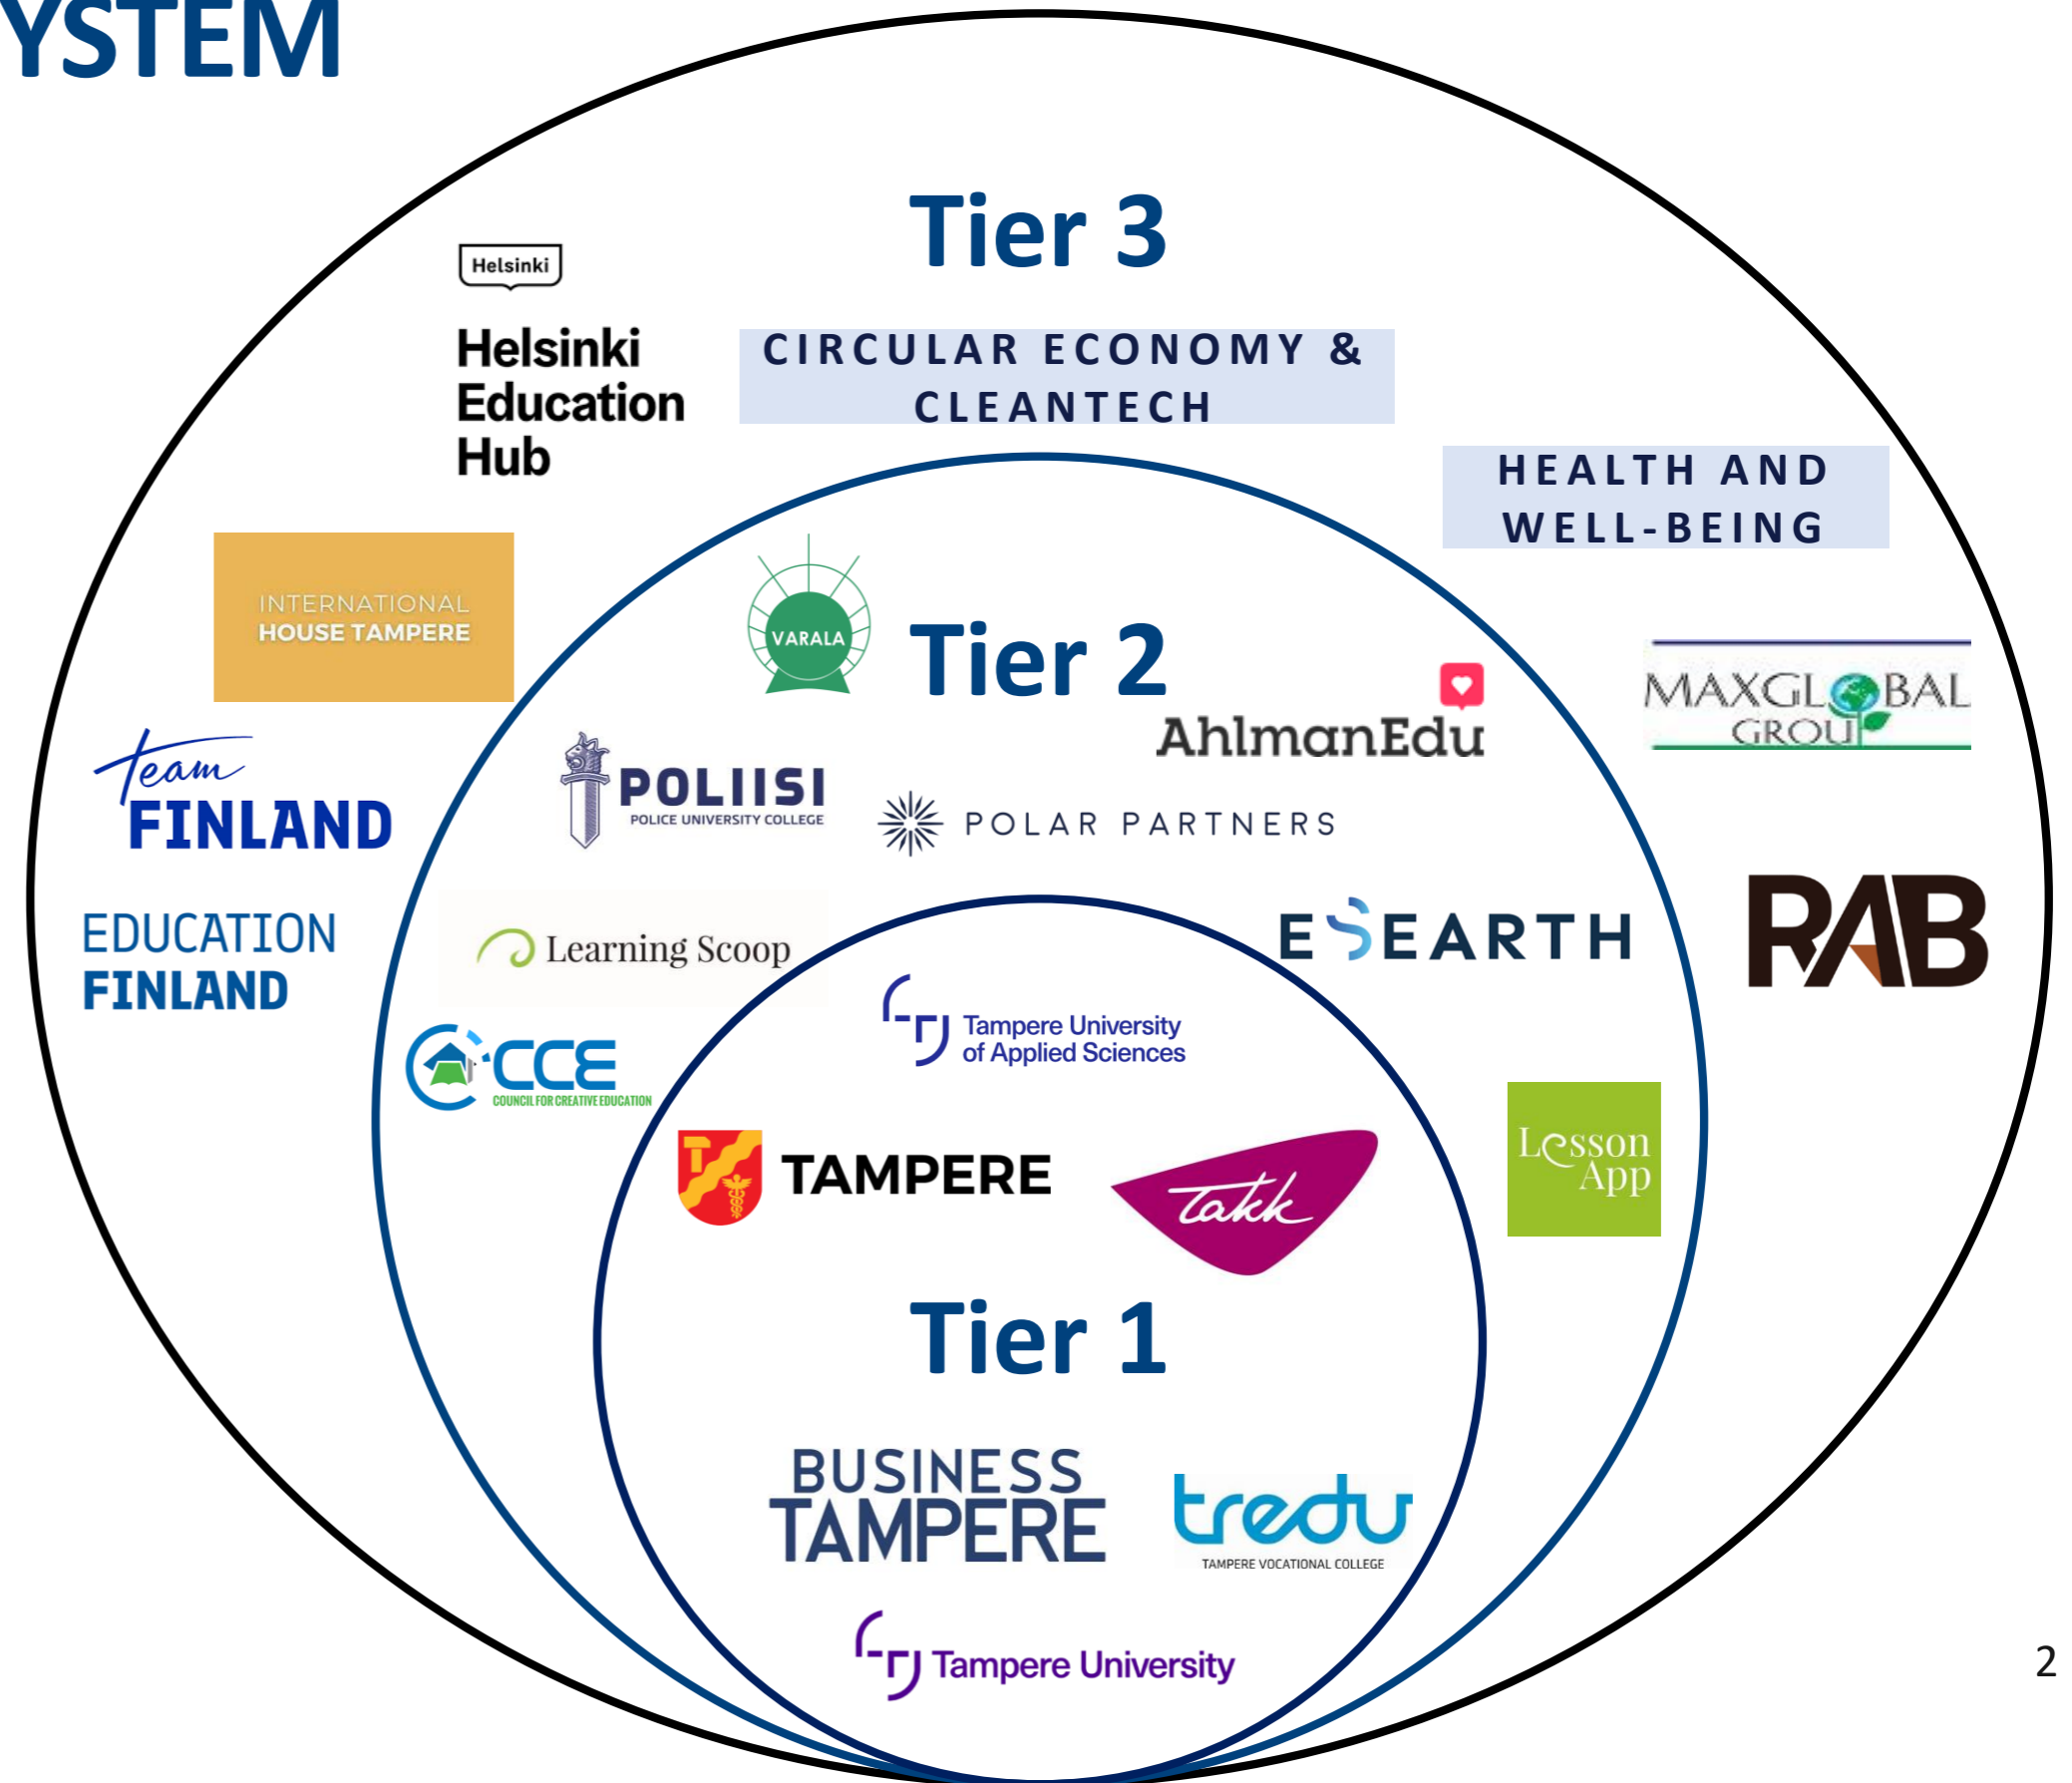 YSTEM
Tier 3
Helsinki
Helsinki
Education
Hub
CIRCULAR ECONOMY &
CLEANTECH
HEALTH AND
WELL-BEING
INTERNATIONAL
HOUSE TAMPERE
VARALA
Tier 2
AhlmanEdu
MAXGLOBAL
GROUP
Team
FINLAND
POLIISI
POLICE UNIVERSITY COLLEGE
POLAR PARTNERS
EDUCATION
FINLAND
Learning Scoop
ESEARTH
RAB
Tampere University
of Applied Sciences
CCE
COUNCIL FOR CREATIVE EDUCATION
TAMPERE
Takk
Lesson
App
Tier 1
BUSINESS
TAMPERE
tredu
TAMPERE VOCATIONAL COLLEGE
Tampere University
2